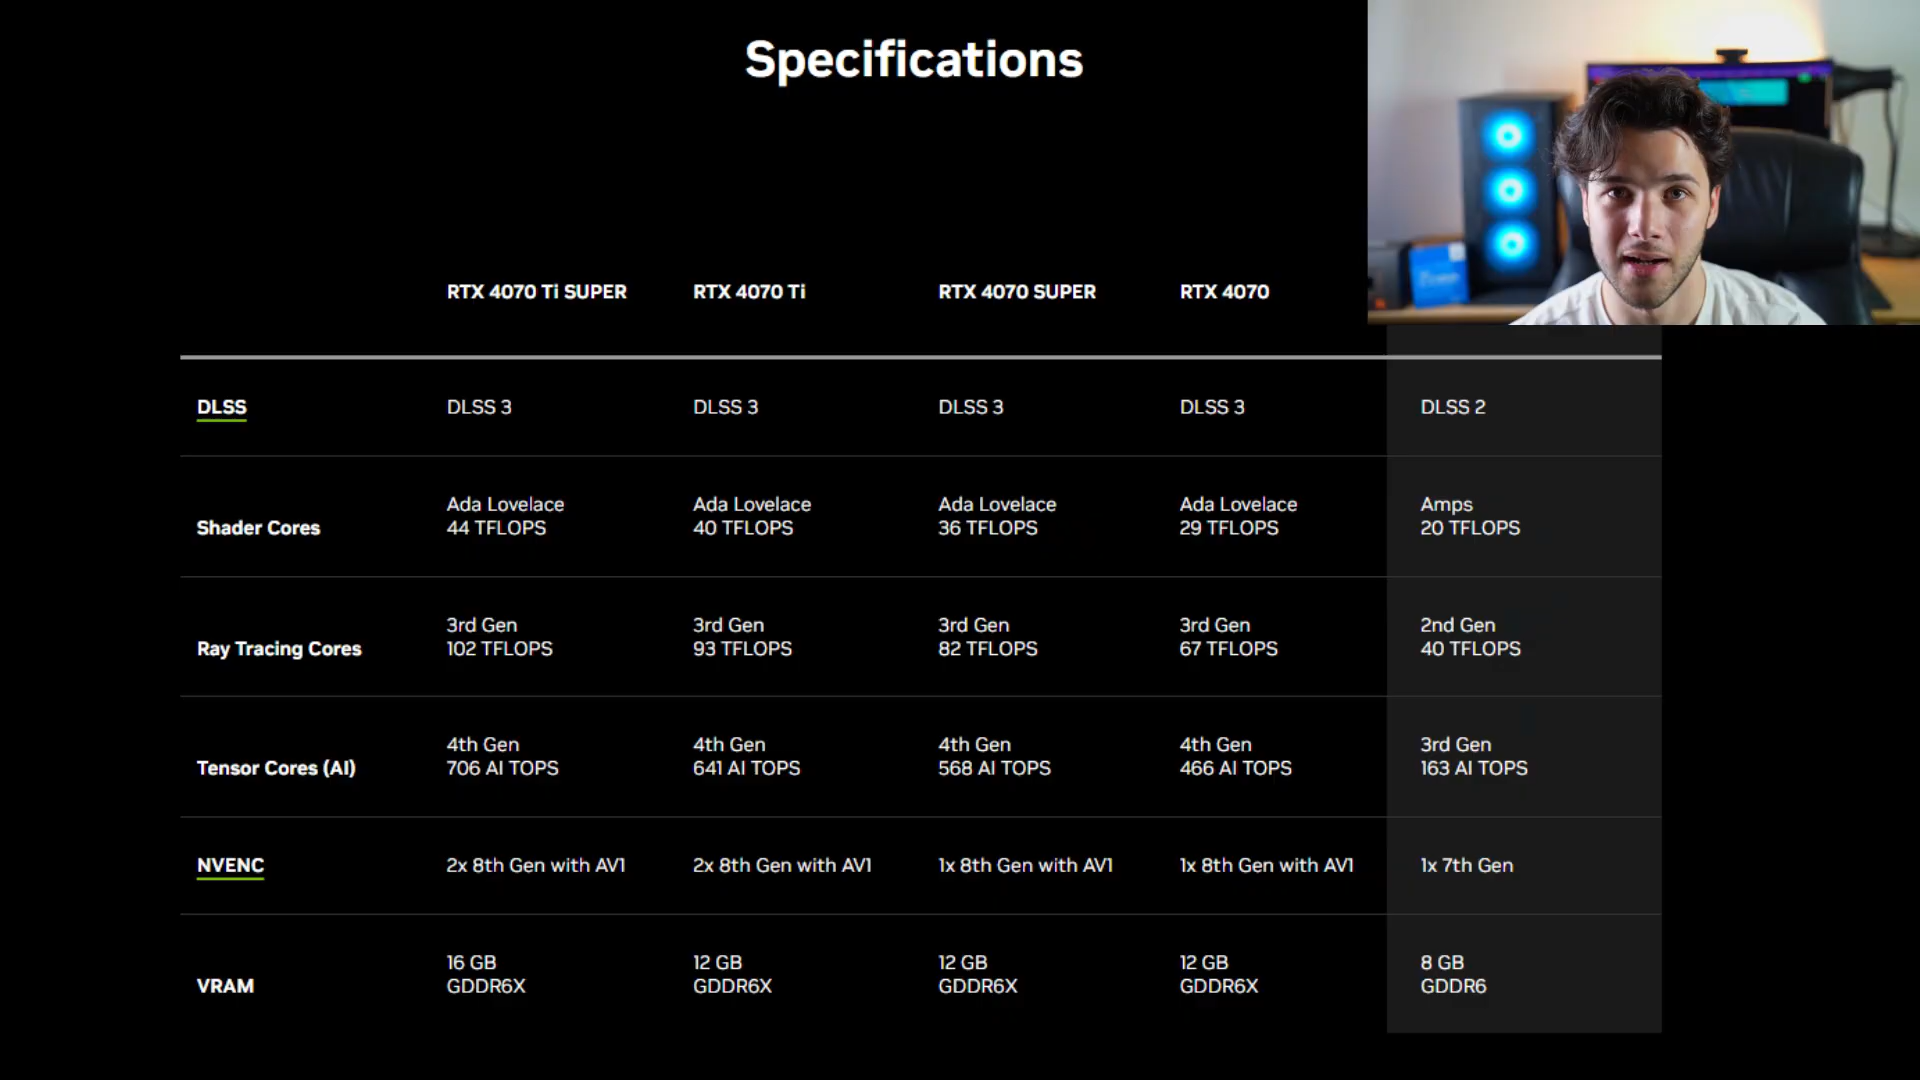 Specifications
RTX 4070 Ti SUPER RTX 4070 Ti RTX 4070 SUPER RTX 4070
DLSS DLSS 3 DLSS 3 DLSS 3 DLSS 3 DLSS 2
Ada Lovelace Ada Lovelace Ada Lovelace Ada Lovelace Amps
Shader Cores 44 TFLOPS 40 TFLOPS 36 TFLOPS 29 TFLOPS 20 TFLOPS
3rd Gen 3rd Gen 3rd Gen 3rd Gen 2nd Gen
Ray Tracing Cores 102 TFLOPS 93 TFLOPS 82 TFLOPS 67 TFLOPS 40 TFLOPS
4th Gen 4th Gen 4th Gen 4th Gen 3rd Gen
Tensor Cores (AI) 706 AI TOPS 641 AI TOPS 568 AI TOPS 466 AI TOPS 163 AI TOPS
NVENC 2x 8th Gen with AV1 2x 8th Gen with AV1 1x 8th Gen with AV1 1x 8th Gen with AV1 1x 7th Gen
16 GB 12 GB 12 GB 12 GB 8 GB
VRAM GDDR6X GDDR6X GDDR6X GDDR6X GDDR6